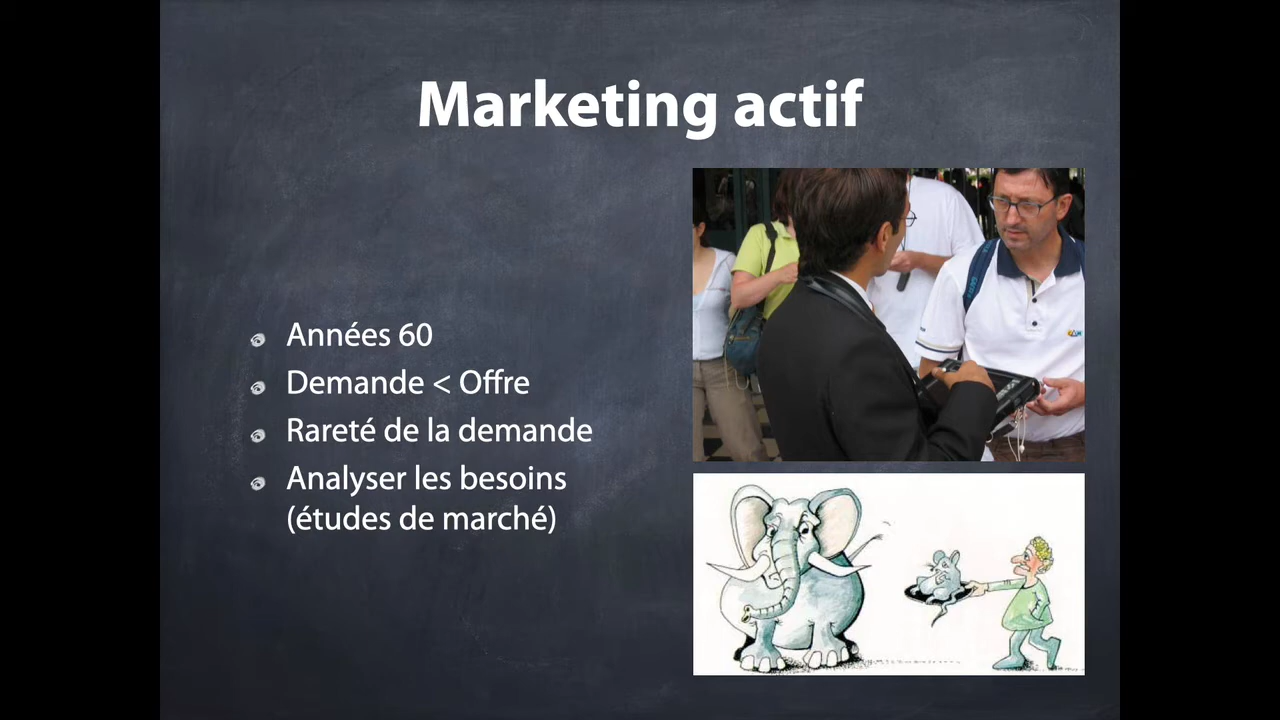 Marketing actif
Années 60
Demande < Offre
Rareté de la demande
Analyser les besoins
(études de marché)